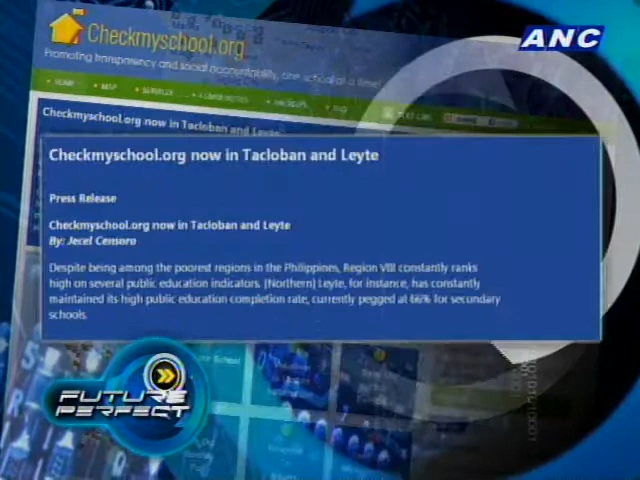 Checkmyschool.org
ANC
Promoting transparency and social accountability, one school at a time!
HOME
MAP
Checkmyschool.org now in Tacloban and Leyte
Checkmyschool.org now in Tacloban and Leyte
Press Release
Checkmyschool.org now in Tacloban and Leyte
By: Jecel Censoro
Despite being among the poorest regions in the Philippines, Region VIII constantly ranks
high on several public education indicators. [Northern] Leyte, for instance, has constantly
maintained its high public education completion rate, currently pegged at 66% for secondary
schools.
FUTURE
PERFECT